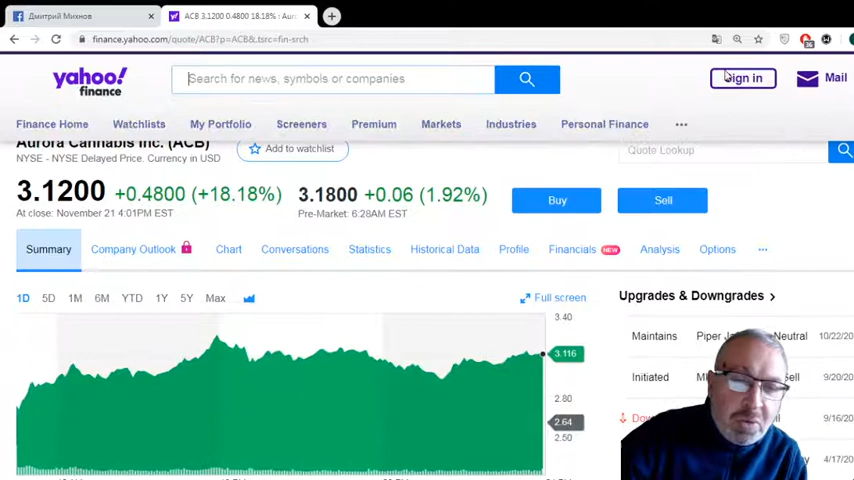 Дмитрий Михнов
ACB 3.1200 0.4800 18.18% : Auro
finance.yahoo.com/quote/ACB?p=ACB&.tsrc=fin-srch
36
yahoo!
finance
Search for news, symbols or companies
Sign in
Mail
Finance Home
Watchlists
My Portfolio
Screeners
Premium
Markets
Industries
Personal Finance
Aurora Cannabis Inc. (ACB)
NYSE - NYSE Delayed Price. Currency in USD
Add to watchlist
Quote Lookup
3.1200 +0.4800 (+18.18%)
At close: November 21 4:01PM EST
3.1800 +0.06 (1.92%)
Pre-Market: 6:28AM EST
Buy
Sell
Summary
Company Outlook
Chart
Conversations
Statistics
Historical Data
Profile
Financials NEW
Analysis
Options
1D 5D 1M 6M YTD 1Y 5Y Max
Full screen
3.40
3.116
2.80
2.64
2.50
Upgrades & Downgrades
Maintains Piper Neutral 10/22/20
Initiated Sell 9/20/20
9/16/20
4/17/20